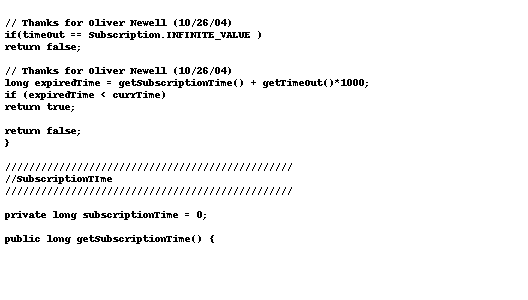 // Thanks for Oliver Newell (10/26/04)
if(timeOut == Subscription.INFINITE_VALUE )
return false;
// Thanks for Oliver Newell (10/26/04)
long expiredTime = getSubscriptionTime() + getTimeOut()*1000;
if (expiredTime < currTime)
return true;
return false;
}
////////////////////////////////////////////////
//SubscriptionTIme
////////////////////////////////////////////////
private long subscriptionTime = 0;
public long getSubscriptionTime() {